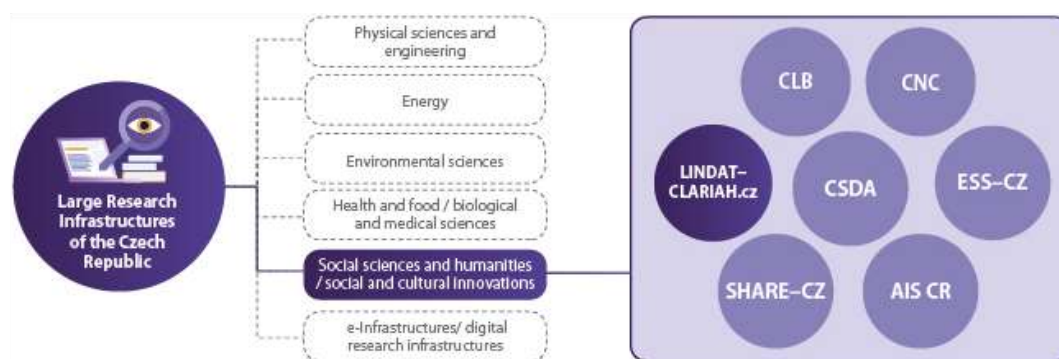 Large Research
Infrastructures
of the Czech
Republic
Physical sciences and
engineering
Energy
Environmental sciences
Health and food / biological
and medical sciences
Social sciences and humanities
/ social and cultural innovations
e-Infrastructures/ digital
research infrastructures
CLB
CNC
LINDAT–
CLARIAH.cz
CSDA
ESS–CZ
SHARE–CZ
AIS CR